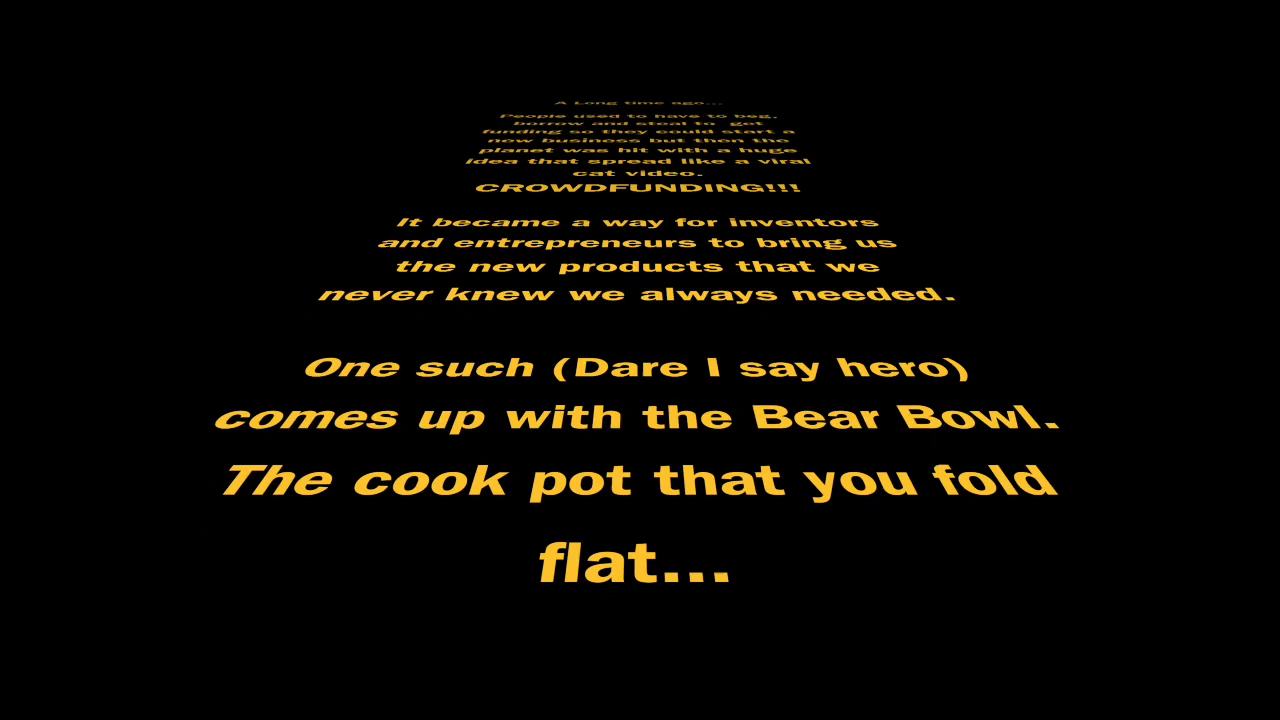 A Long time ago...
People used to have to beg,
borrow and steal to get
funding so they could start a
new business but then the
planet was hit with a huge
idea that spread like a viral
cat video.
CROWDFUNDING!!!
It became a way for inventors
and entrepreneurs to bring us
the new products that we
never knew we always needed.
One such (Dare I say hero)
comes up with the Bear Bowl.
The cook pot that you fold
flat...